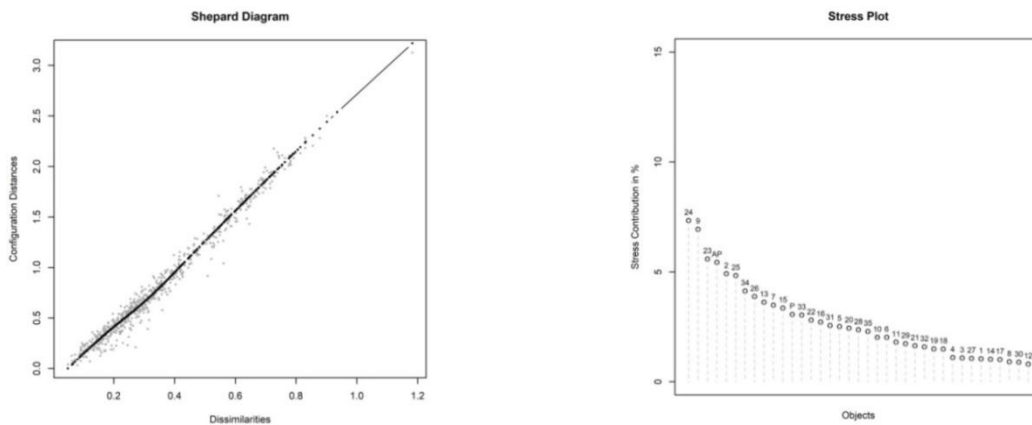 Shepard Diagram
Stress Plot
Configuration Distances
0.0
0.5
1.0
1.5
2.0
2.5
3.0
0.2 0.4 0.6 0.8 1.0 1.2
Dissimilarities
Stress Contribution in %
0
5
10
15
24 9 23 AP 2 25 34 26 13 7 15 P 33 22 16 31 5 20 28 35 10 6 11 29 21 32 19 18 4 3 27 1 14 17 8 30 12
Objects